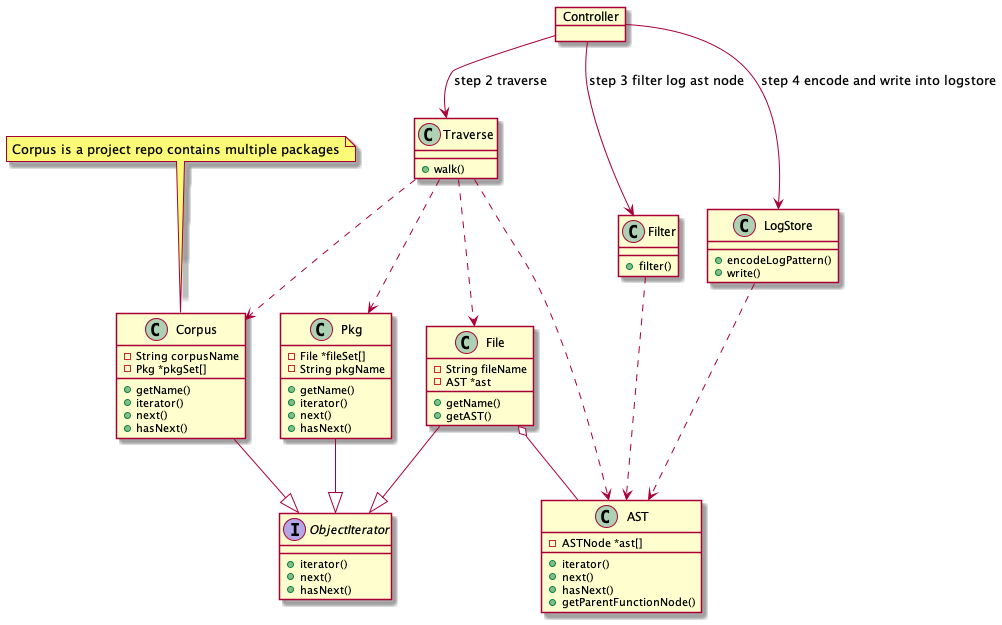 Controller
step 2 traverse
step 3 filter log ast node
step 4 encode and write into logstore
C Traverse
walk()
Corpus is a project repo contains multiple packages
C Filter
filter()
C LogStore
encodeLogPattern()
write()
C Corpus
String corpusName
Pkg *pkgSet[]
getName()
iterator()
next()
hasNext()
C Pkg
File *fileSet[]
String pkgName
getName()
iterator()
next()
hasNext()
C File
String fileName
AST *ast
getName()
getAST()
I ObjectIterator
iterator()
next()
hasNext()
C AST
ASTNode *ast[]
iterator()
next()
hasNext()
getParentFunctionNode()